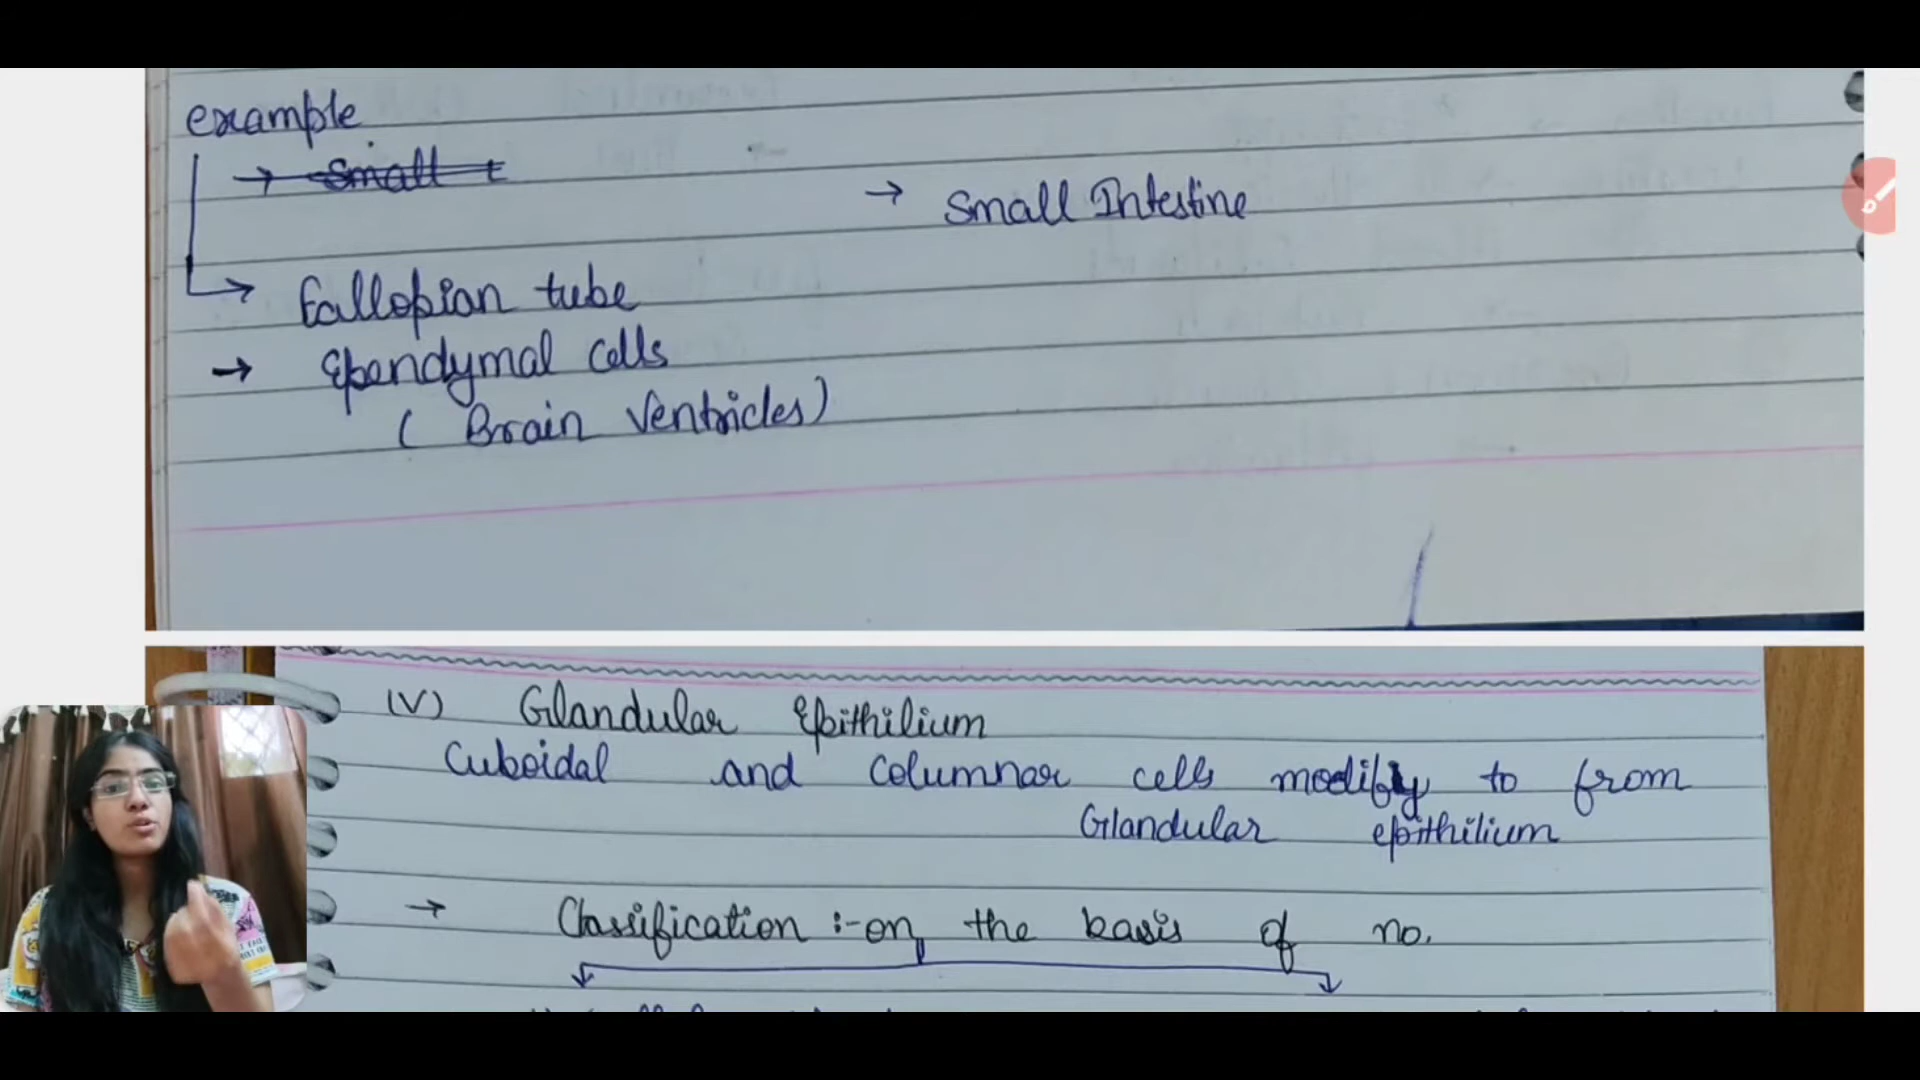 example
→ small t
→ Small Intestine
→ Fallopian tube
→ Ependymal cells
( Brain Ventricles)
(V) Glandular Epithilium
Cuboidal and Columnar cells modify to from
Glandular epithilium
→ Classification :- on the basis of no.